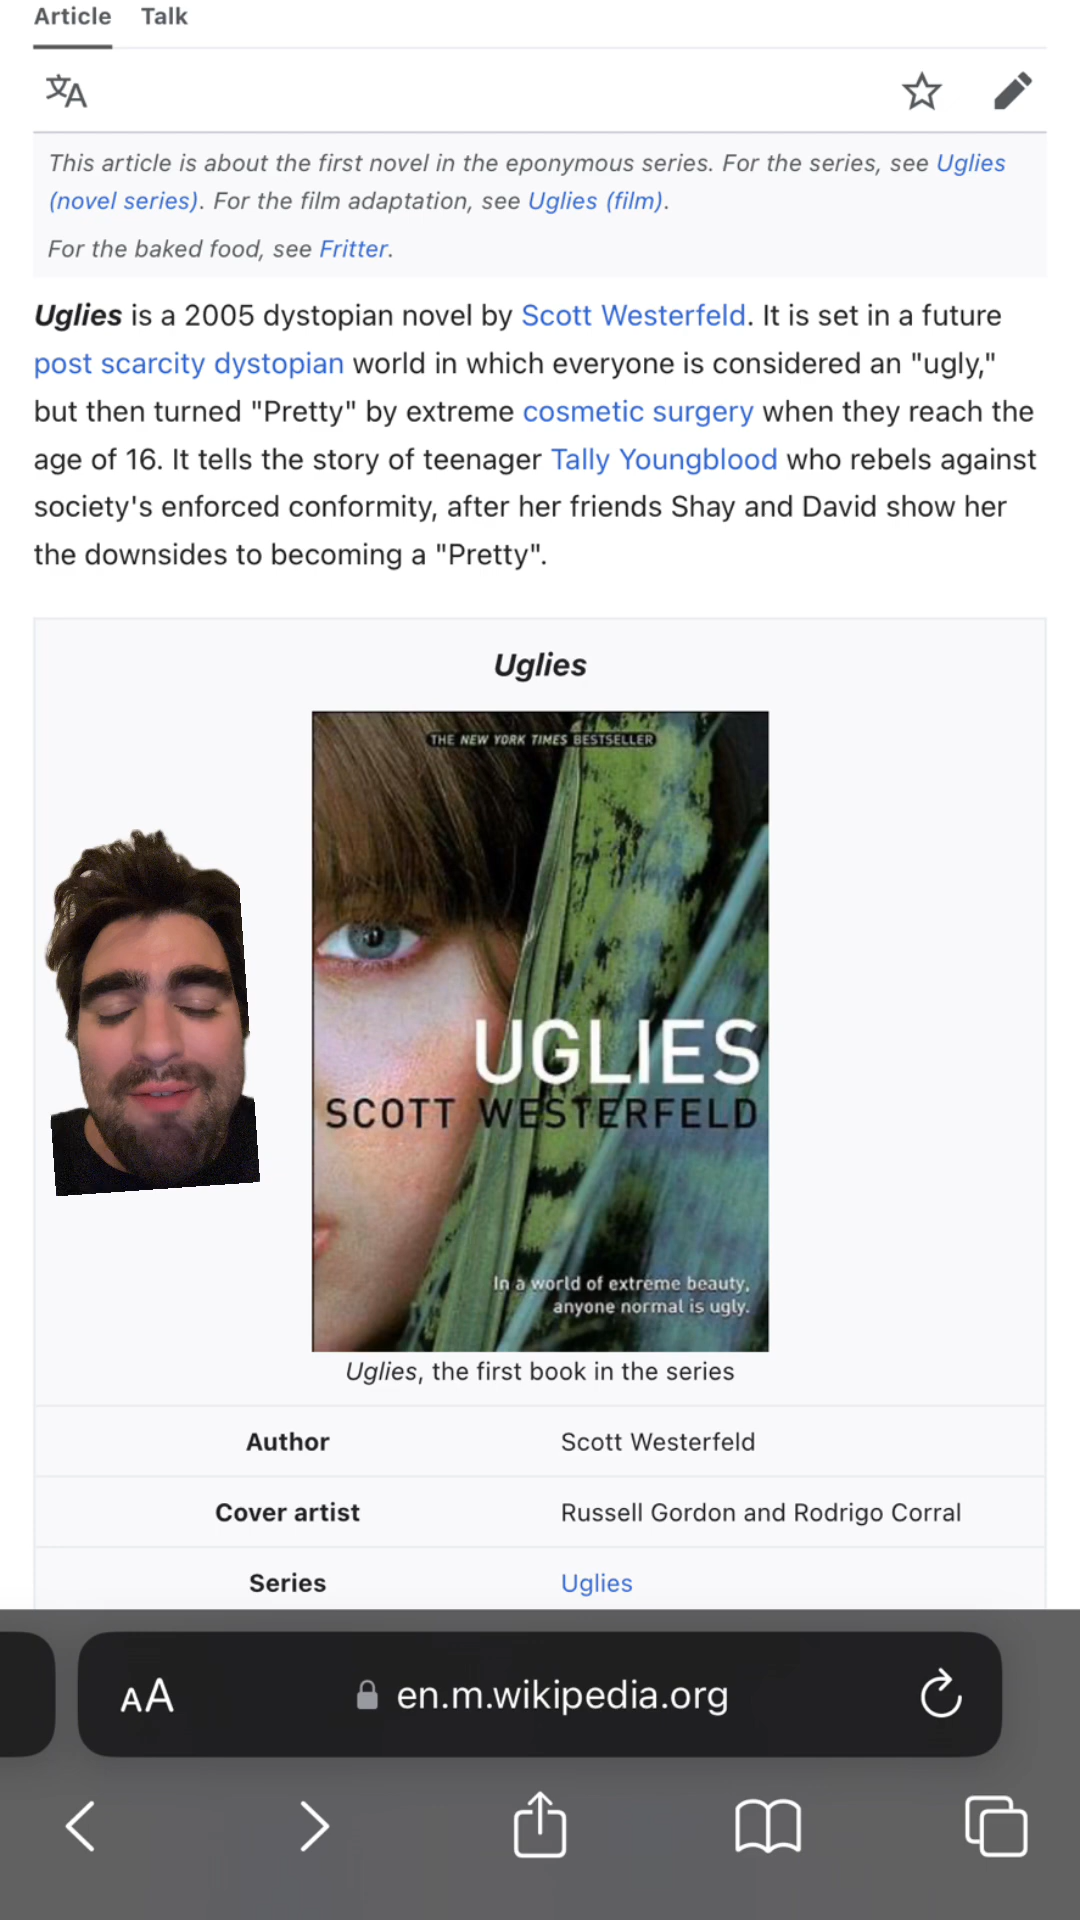 Article Talk
This article is about the first novel in the eponymous series. For the series, see Uglies
(novel series). For the film adaptation, see Uglies (film).
For the baked food, see Fritter.
Uglies is a 2005 dystopian novel by Scott Westerfeld. It is set in a future
post scarcity dystopian world in which everyone is considered an "ugly,"
but then turned "Pretty" by extreme cosmetic surgery when they reach the
age of 16. It tells the story of teenager Tally Youngblood who rebels against
society's enforced conformity, after her friends Shay and David show her
the downsides to becoming a "Pretty".
Uglies
THE NEW YORK TIMES BESTSELLER
UGLIES
SCOTT WESTERFELD
In a world of extreme beauty,
anyone normal is ugly.
Uglies, the first book in the series
Author Scott Westerfeld
Cover artist Russell Gordon and Rodrigo Corral
Series Uglies
AA en.m.wikipedia.org